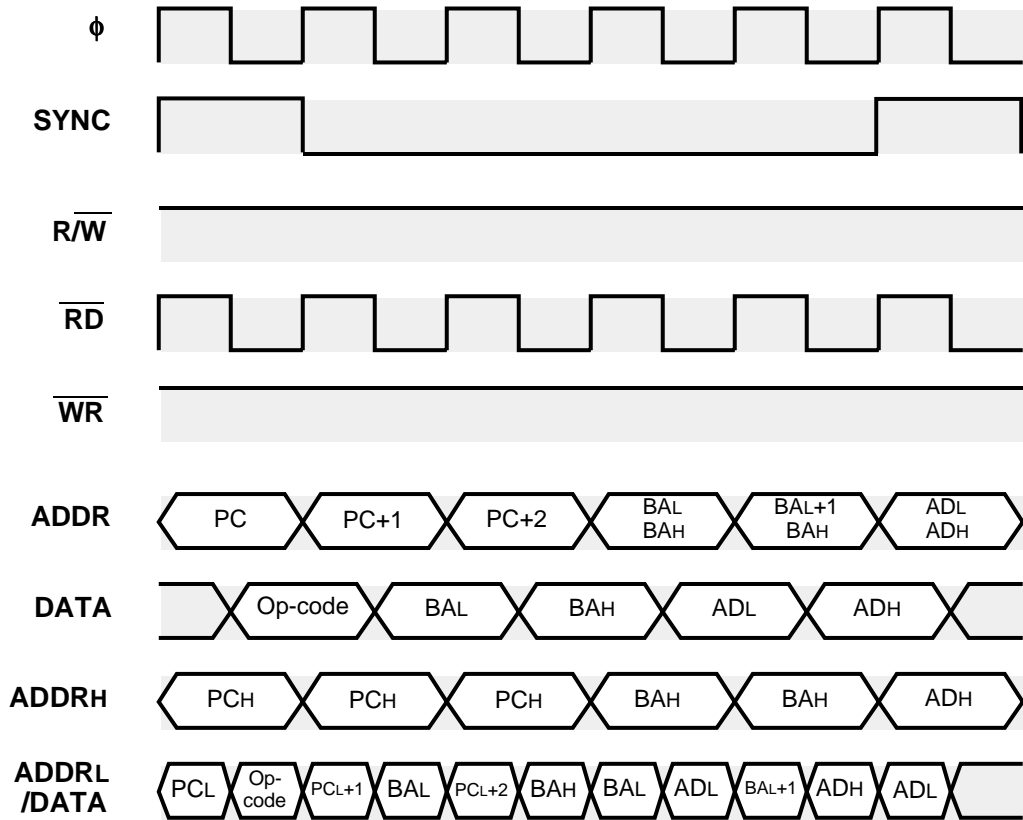 ϕ
SYNC
R/W̅
R̅D̅
W̅R̅
ADDR
PC
PC+1
PC+2
BAL
BAH
BAL+1
BAH
ADL
ADH
DATA
Op-code
BAL
BAH
ADL
ADH
ADDRH
PCH
PCH
PCH
BAH
BAH
ADH
ADDRL
/DATA
PCL
Op-
code
PCL+1
BAL
PCL+2
BAH
BAL
ADL
BAL+1
ADH
ADL